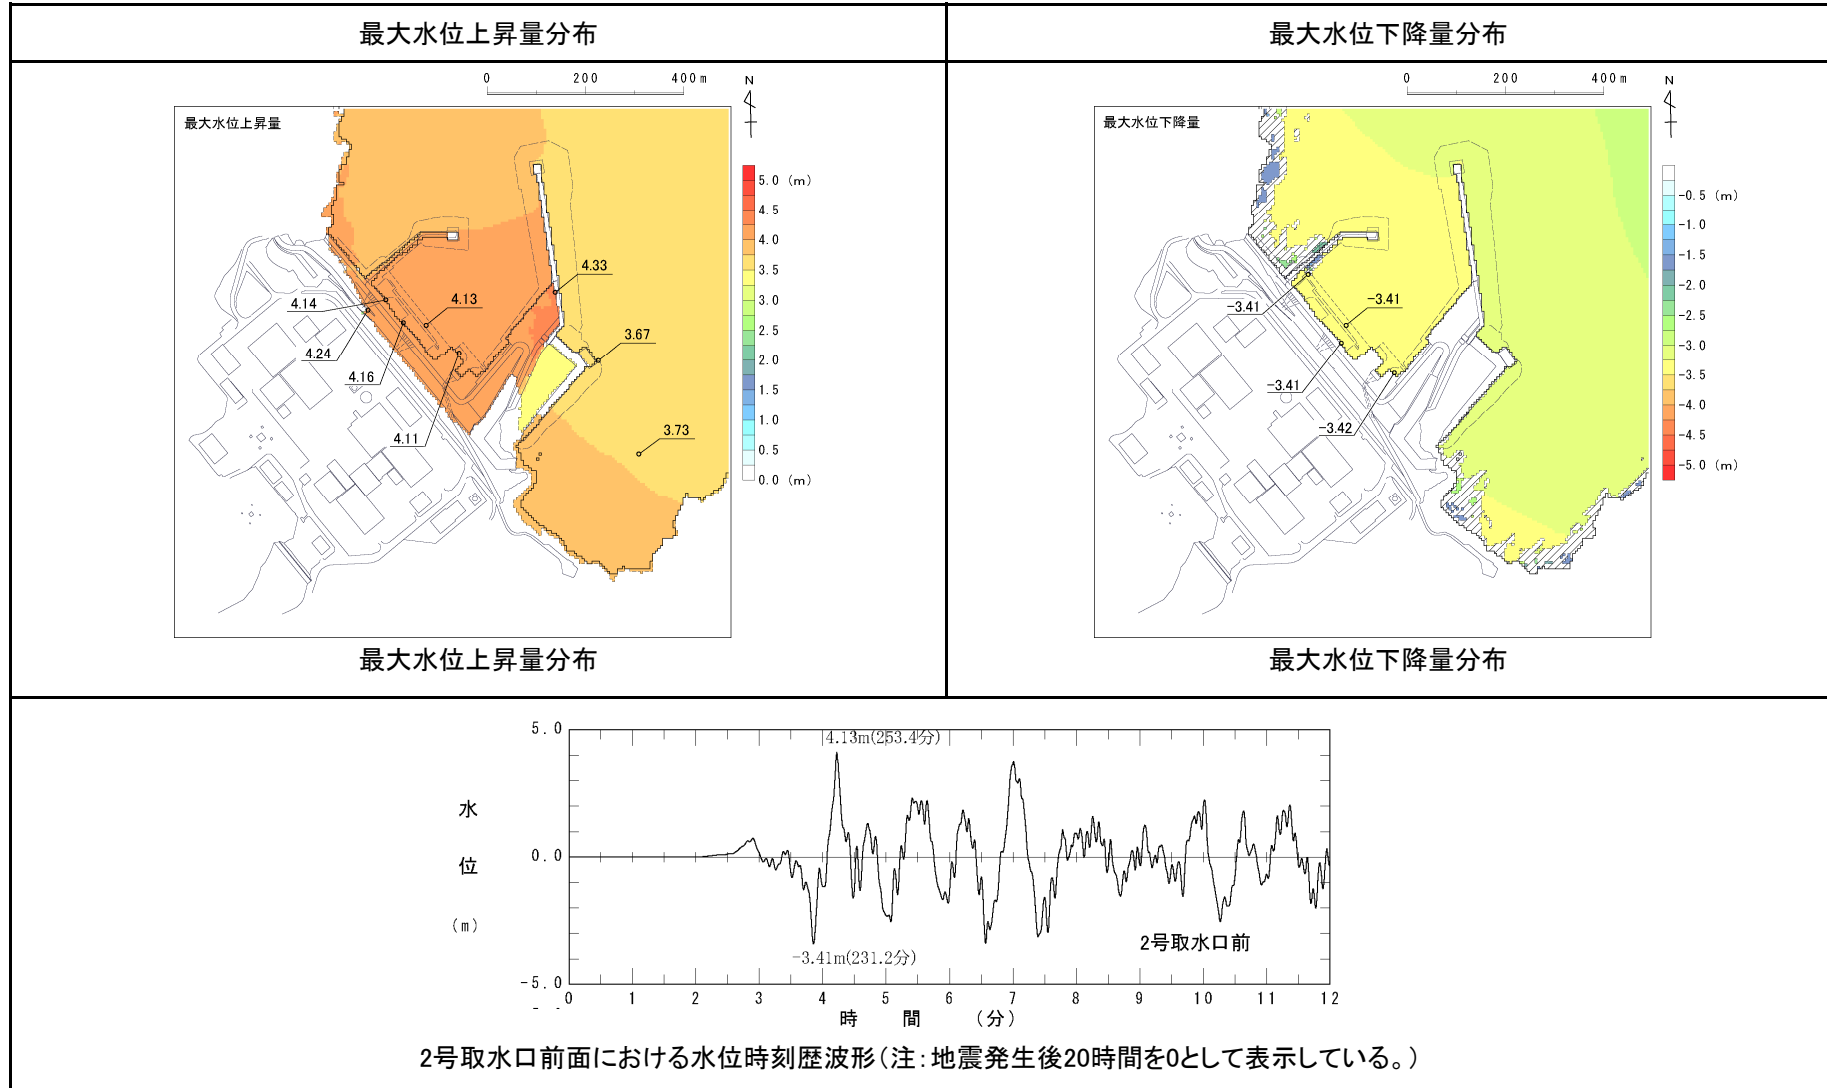 最大水位上昇量分布
最大水位下降量分布
0 200 400m
N
最大水位上昇量
4.33
4.14
4.13
3.67
4.24
4.16
4.11
3.73
5.0 (m)
4.5
4.0
3.5
3.0
2.5
2.0
1.5
1.0
0.5
0.0 (m)
最大水位上昇量分布
0 200 400m
N
最大水位下降量
-3.41
-3.41
-3.41
-3.42
-0.5 (m)
-1.0
-1.5
-2.0
-2.5
-3.0
-3.5
-4.0
-4.5
-5.0 (m)
最大水位下降量分布
5.0
4.13m(253.4分)
水
0.0
位
(m)
2号取水口前
-3.41m(231.2分)
-5.0
0 1 2 3 4 5 6 7 8 9 10 11 12
時 間 (分)
2号取水口前面における水位時刻歴波形(注:地震発生後20時間を0として表示している。)